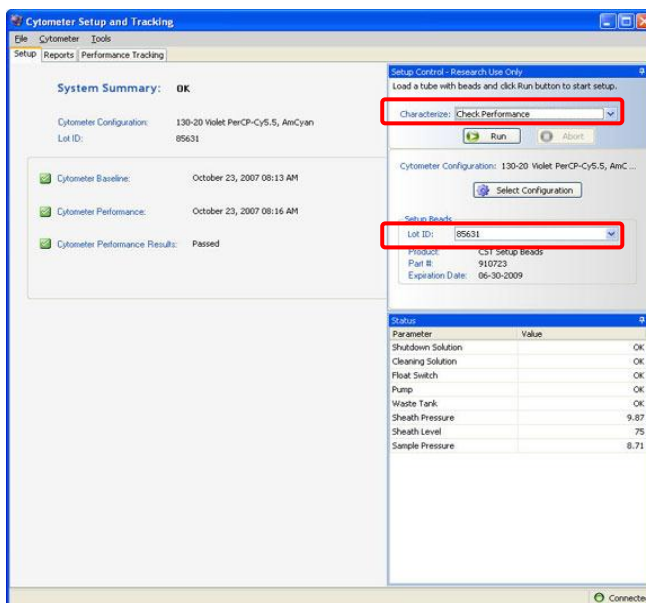 Cytometer Setup and Tracking
File Cytometer Tools
Setup Reports Performance Tracking
System Summary: OK
Cytometer Configuration: 130-20 Violet PerCP-Cy5.5, AmCyan
Lot ID: 85631
Cytometer Baseline: October 23, 2007 08:13 AM
Cytometer Performance: October 23, 2007 08:16 AM
Cytometer Performance Results: Passed
Setup Control - Research Use Only
Load a tube with beads and click Run button to start setup.
Characterize: Check Performance
Run Abort
Cytometer Configuration: 130-20 Violet PerCP-Cy5.5, AmC ...
Select Configuration
Setup Beads
Lot ID: 85631
Product: CST Setup Beads
Part #: 910723
Expiration Date: 06-30-2009
Status
Parameter Value
Shutdown Solution OK
Cleaning Solution OK
Float Switch OK
Pump OK
Waste Tank OK
Sheath Pressure 9.87
Sheath Level 75
Sample Pressure 8.71
Connected